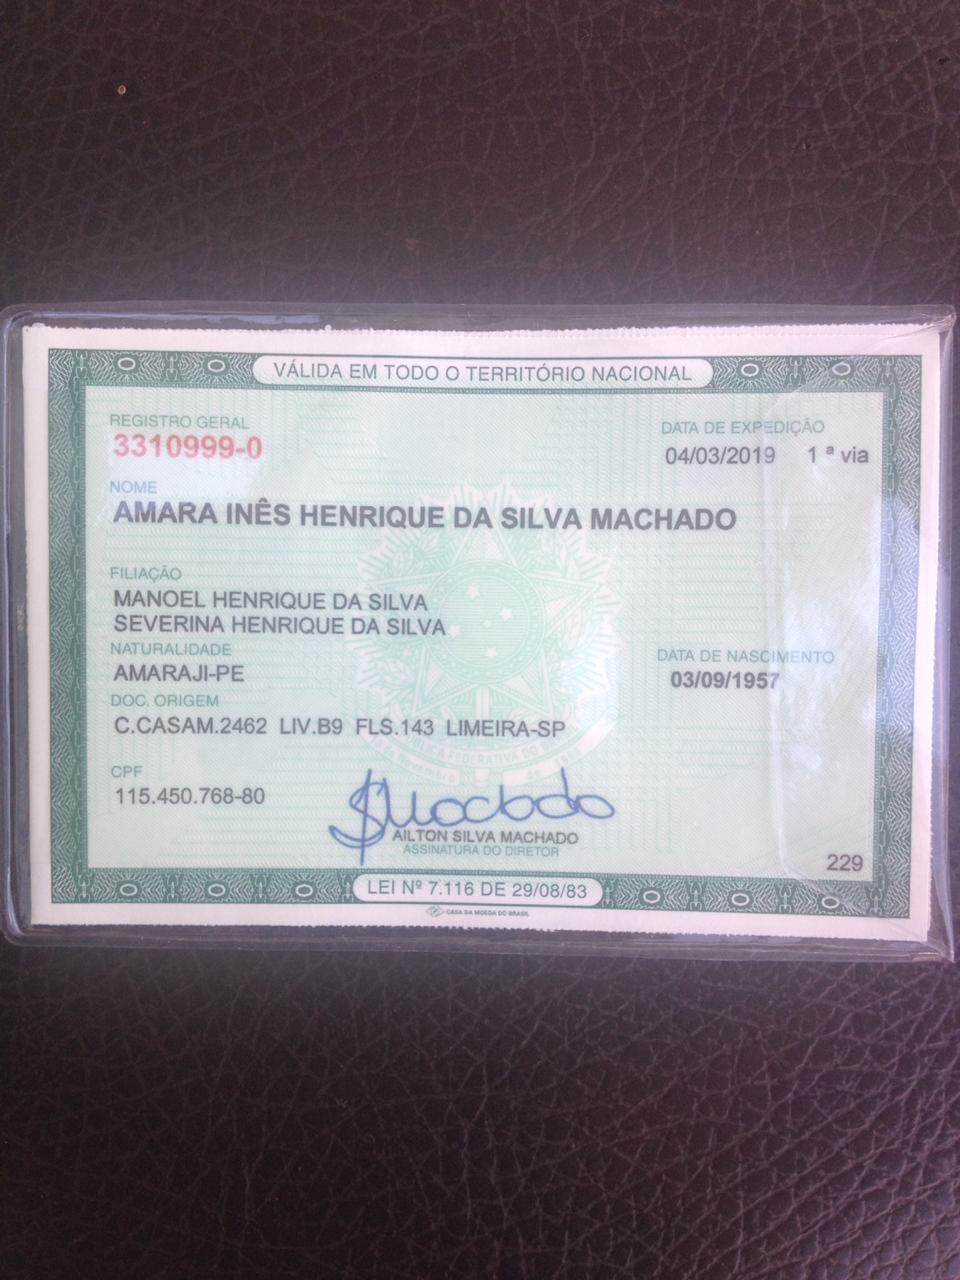 VÁLIDA EM TODO O TERRITÓRIO NACIONAL
REGISTRO GERAL
3310999-0
DATA DE EXPEDIÇÃO
04/03/2019 1 ª via
NOME
AMARA INÊS HENRIQUE DA SILVA MACHADO
FILIAÇÃO
MANOEL HENRIQUE DA SILVA
SEVERINA HENRIQUE DA SILVA
NATURALIDADE
AMARAJI-PE
DATA DE NASCIMENTO
03/09/1957
DOC. ORIGEM
C.CASAM.2462 LIV.B9 FLS.143 LIMEIRA-SP
CPF
115.450.768-80
AILTON SILVA MACHADO
ASSINATURA DO DIRETOR
229
LEI Nº 7.116 DE 29/08/83
CASA DA MOEDA DO BRASIL